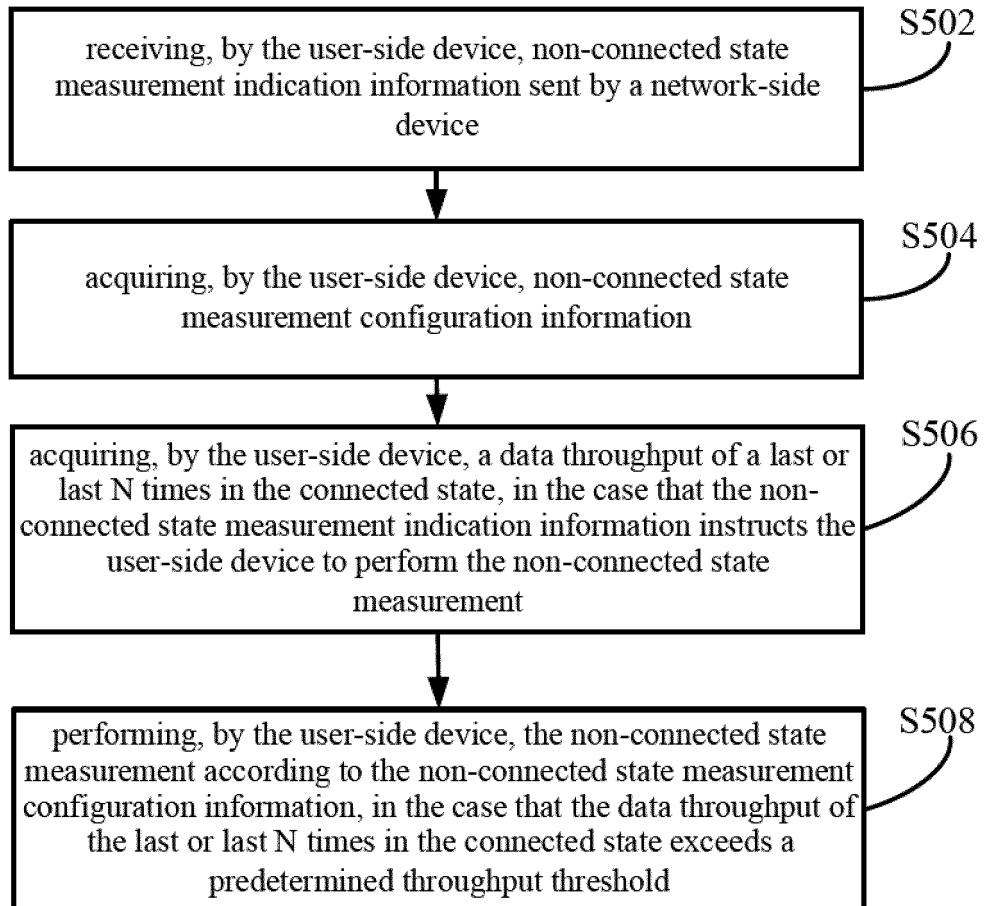 receiving, by the user-side device, non-connected state
measurement indication information sent by a network-side
device
S502
acquiring, by the user-side device, non-connected state
measurement configuration information
S504
acquiring, by the user-side device, a data throughput of a last or
last N times in the connected state, in the case that the non-
connected state measurement indication information instructs the
user-side device to perform the non-connected state
measurement
S506
performing, by the user-side device, the non-connected state
measurement according to the non-connected state measurement
configuration information, in the case that the data throughput of
the last or last N times in the connected state exceeds a
predetermined throughput threshold
S508